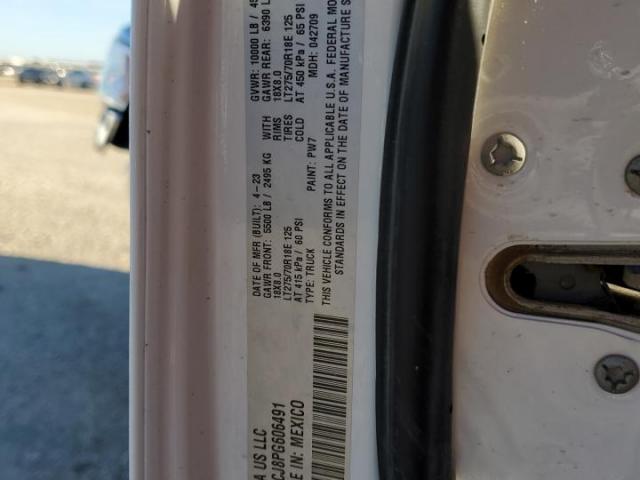 DATE OF MFR (BUILT): 4-23 GVWR: 10000 LB / 45
GAWR FRONT: 5500 LB / 2495 KG WITH GAWR REAR: 6390 L
18X8.0 RIMS 18X8.0
LT275/70R18E 125 TIRES LT275/70R18E 125
AT 415 kPa / 60 PSI COLD AT 450 kPa / 65 PSI
TYPE: TRUCK PAINT: PW7 MDH: 042709
THIS VEHICLE CONFORMS TO ALL APPLICABLE U.S.A. FEDERAL MO
STANDARDS IN EFFECT ON THE DATE OF MANUFACTURE S
A US LLC
CJ8PG606491
E IN: MEXICO